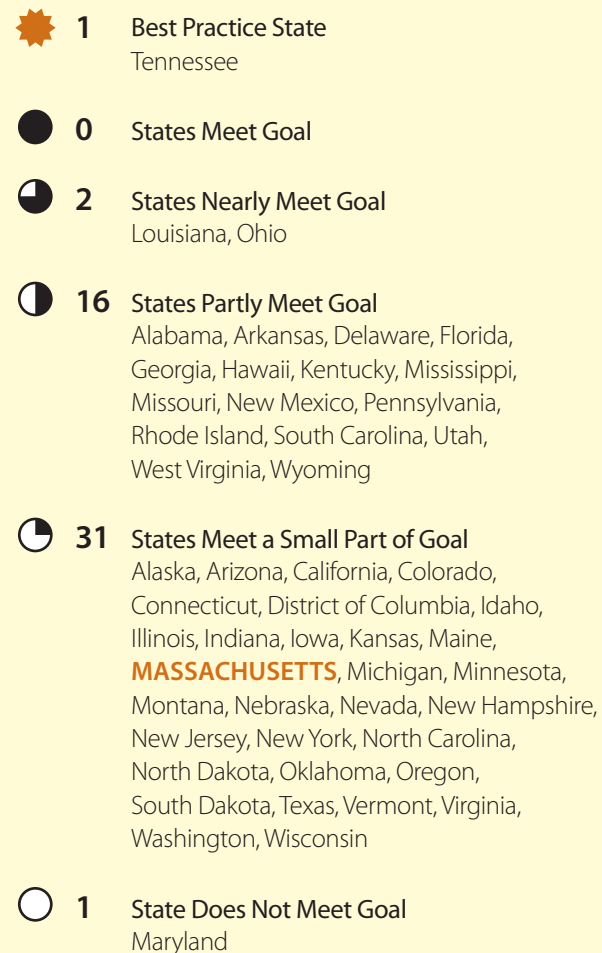 1 Best Practice State
Tennessee
0 States Meet Goal
2 States Nearly Meet Goal
Louisiana, Ohio
16 States Partly Meet Goal
Alabama, Arkansas, Delaware, Florida,
Georgia, Hawaii, Kentucky, Mississippi,
Missouri, New Mexico, Pennsylvania,
Rhode Island, South Carolina, Utah,
West Virginia, Wyoming
31 States Meet a Small Part of Goal
Alaska, Arizona, California, Colorado,
Connecticut, District of Columbia, Idaho,
Illinois, Indiana, Iowa, Kansas, Maine,
MASSACHUSETTS, Michigan, Minnesota,
Montana, Nebraska, Nevada, New Hampshire,
New Jersey, New York, North Carolina,
North Dakota, Oklahoma, Oregon,
South Dakota, Texas, Vermont, Virginia,
Washington, Wisconsin
1 State Does Not Meet Goal
Maryland